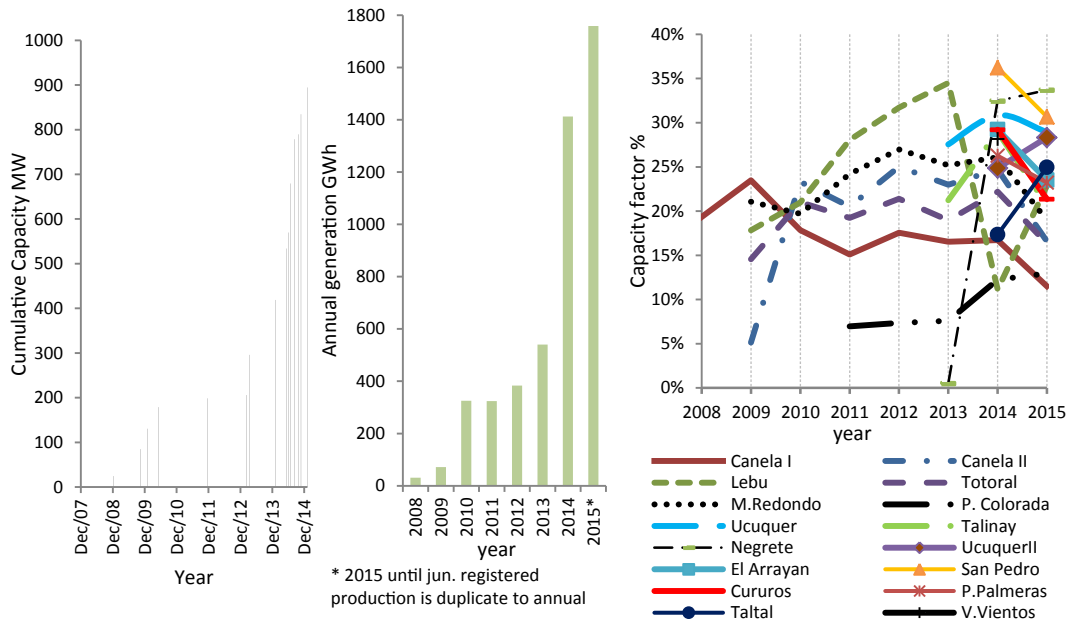 1000
900
800
700
600
500
400
300
200
100
0
Cumulative Capacity MW
Dec/07
Dec/08
Dec/09
Dec/10
Dec/11
Dec/12
Dec/13
Dec/14
Year
1800
1600
1400
1200
1000
800
600
400
200
0
Annual generation GWh
2008
2009
2010
2011
2012
2013
2014
2015*
year
* 2015 until jun. registered
production is duplicate to annual
40%
35%
30%
25%
20%
15%
10%
5%
0%
Capacity factor %
2008 2009 2010 2011 2012 2013 2014 2015
year
Canela I Canela II
Lebu Totoral
M.Redondo P. Colorada
Ucuquer Talinay
Negrete UcuquerII
El Arrayan San Pedro
Cururos P.Palmeras
Taltal V.Vientos